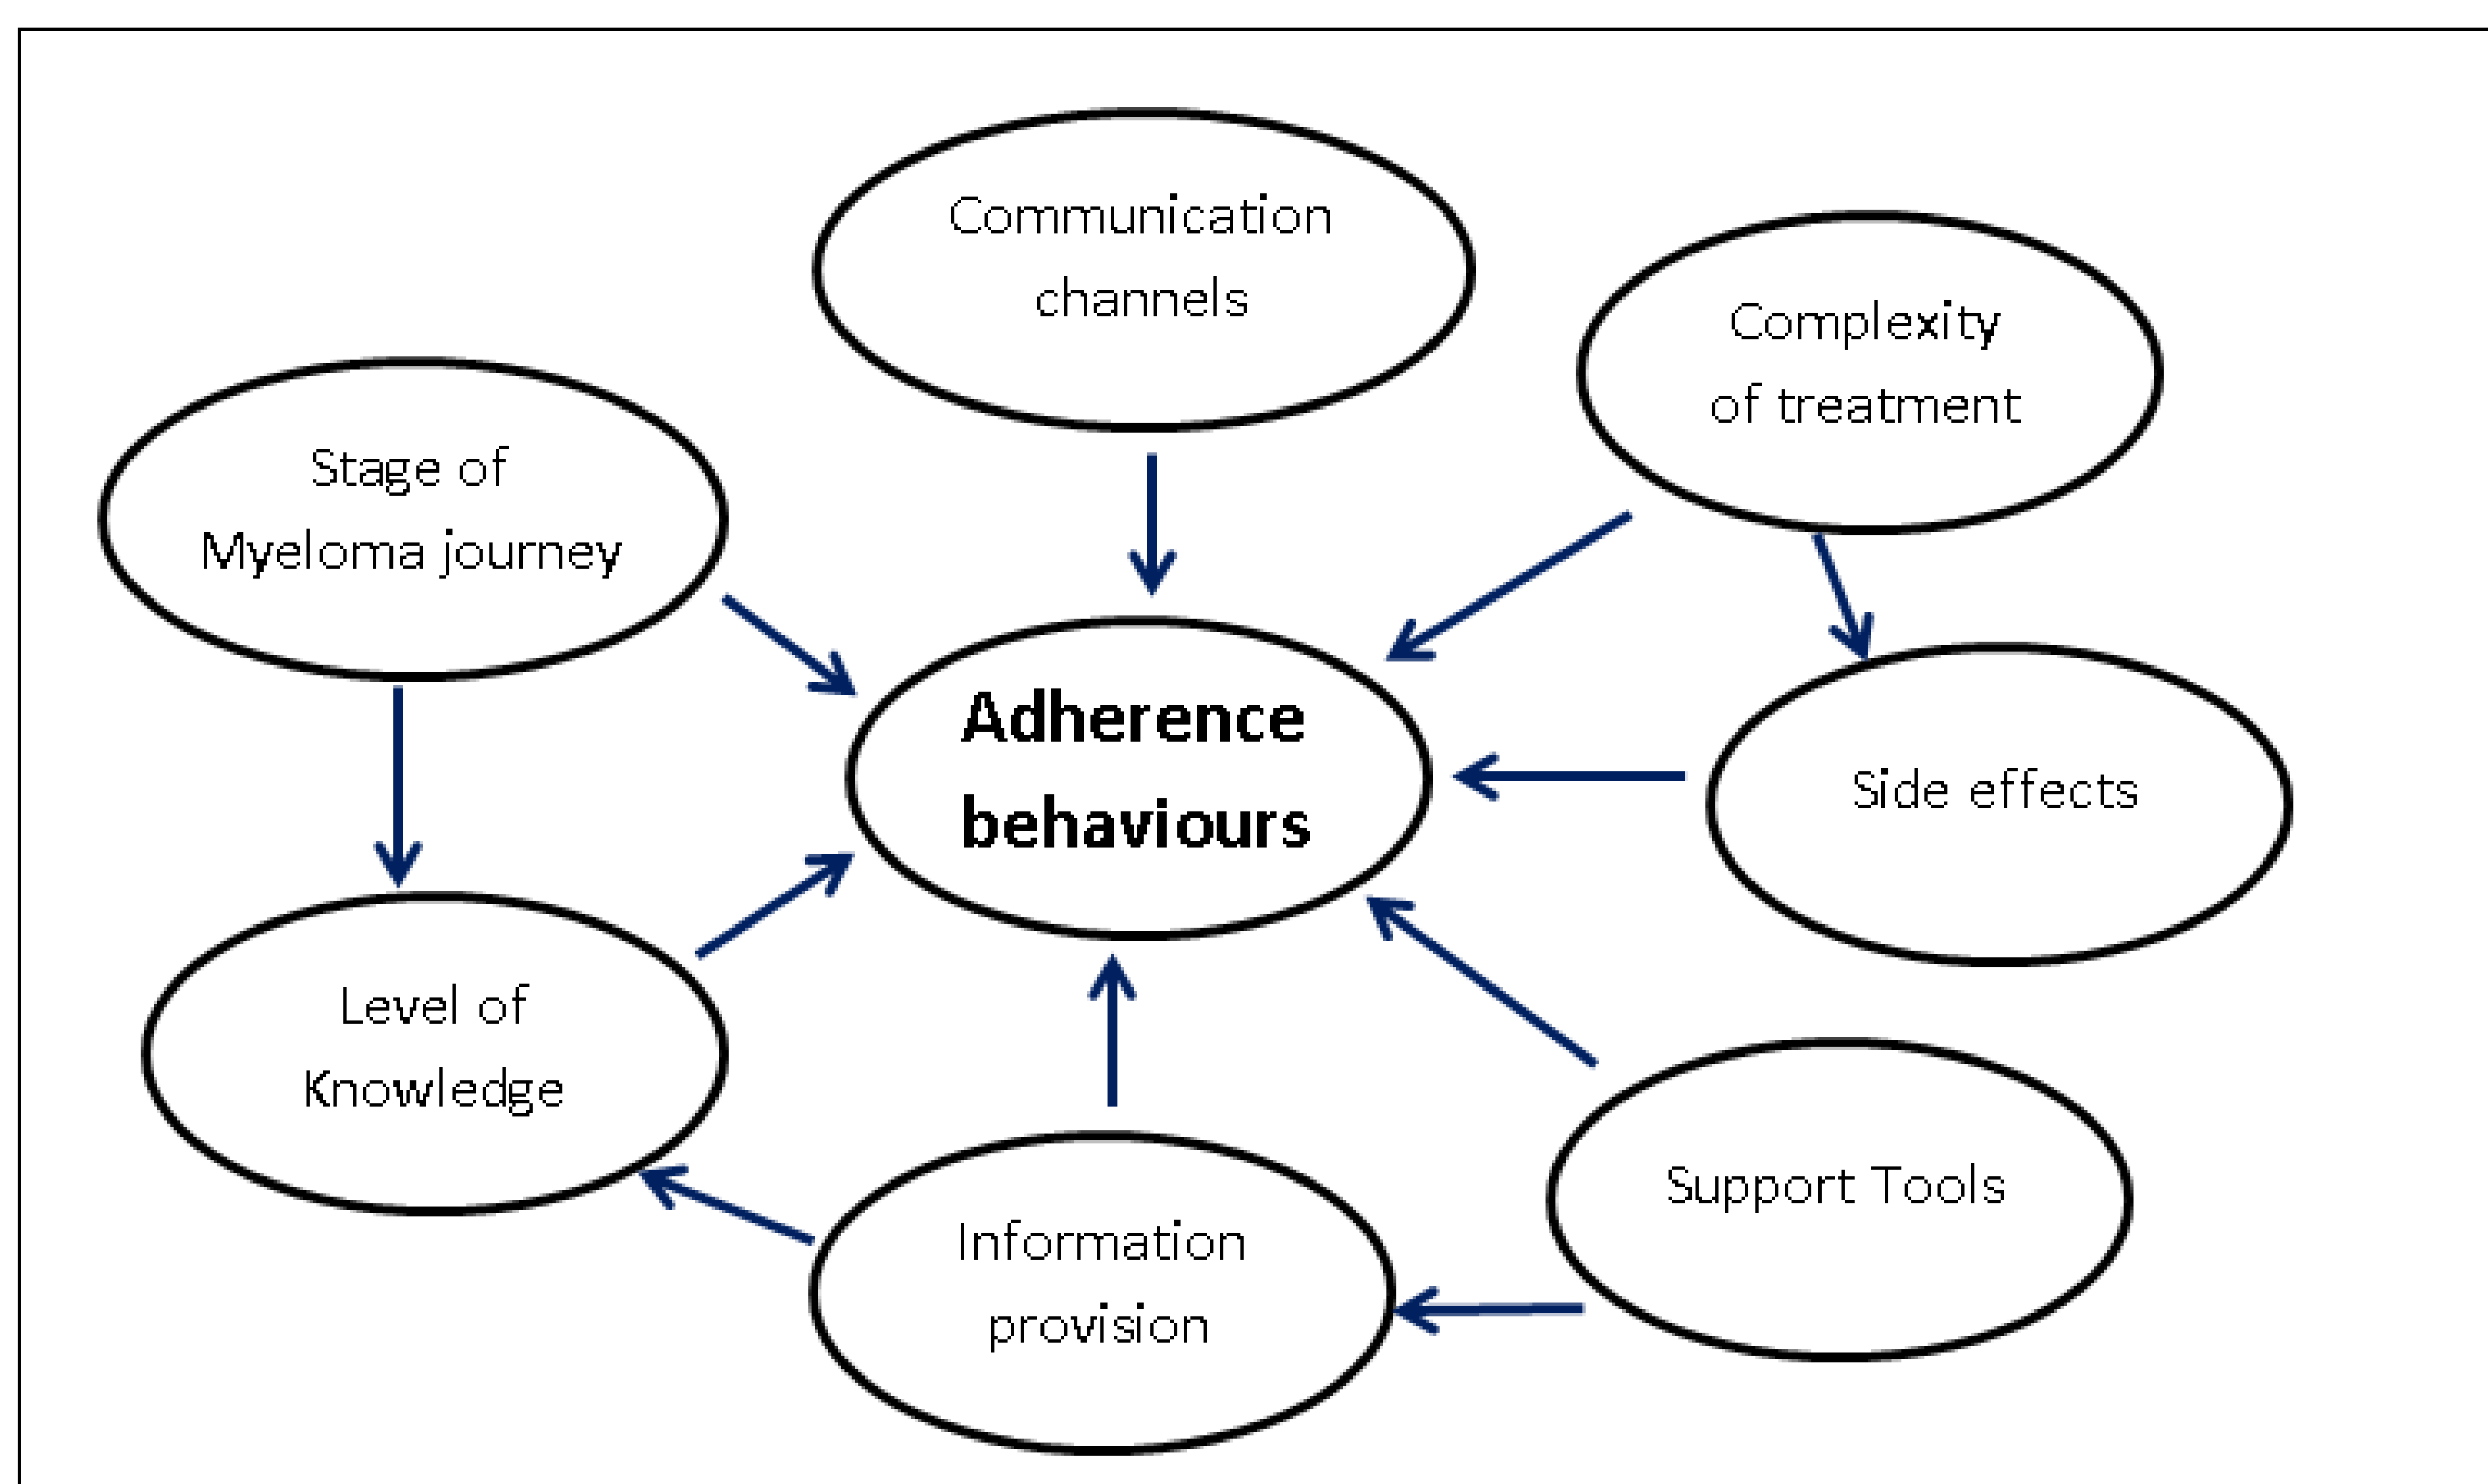 Communication
channels
Complexity
of treatment
Stage of
Myeloma journey
Adherence
behaviours
Side effects
Level of
Knowledge
Support Tools
Information
provision